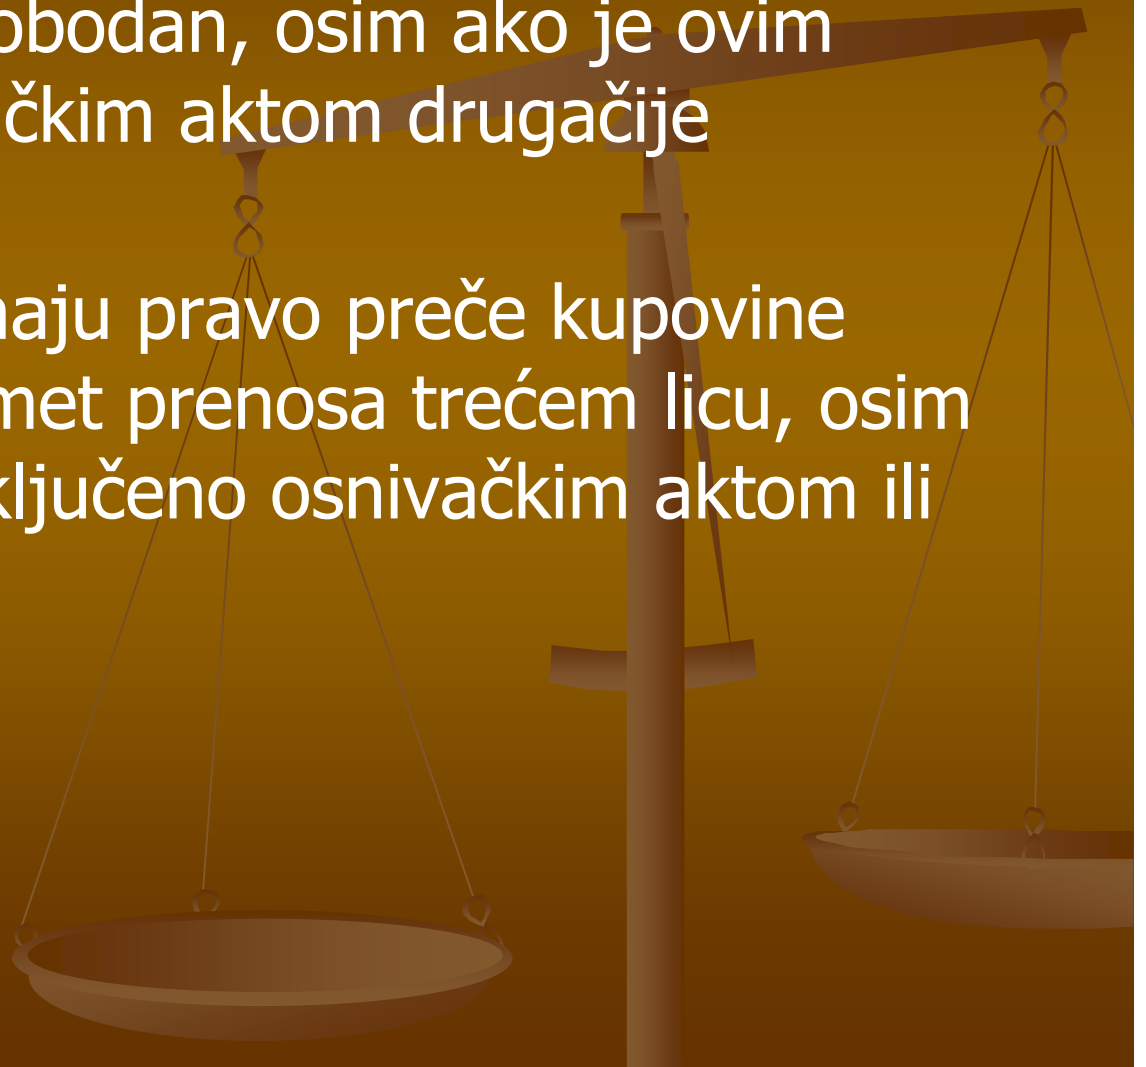 obodan, osim ako je ovim
čkim aktom drugačije
aju pravo preče kupovine
met prenosa trećem licu, osim
ključeno osnivačkim aktom ili